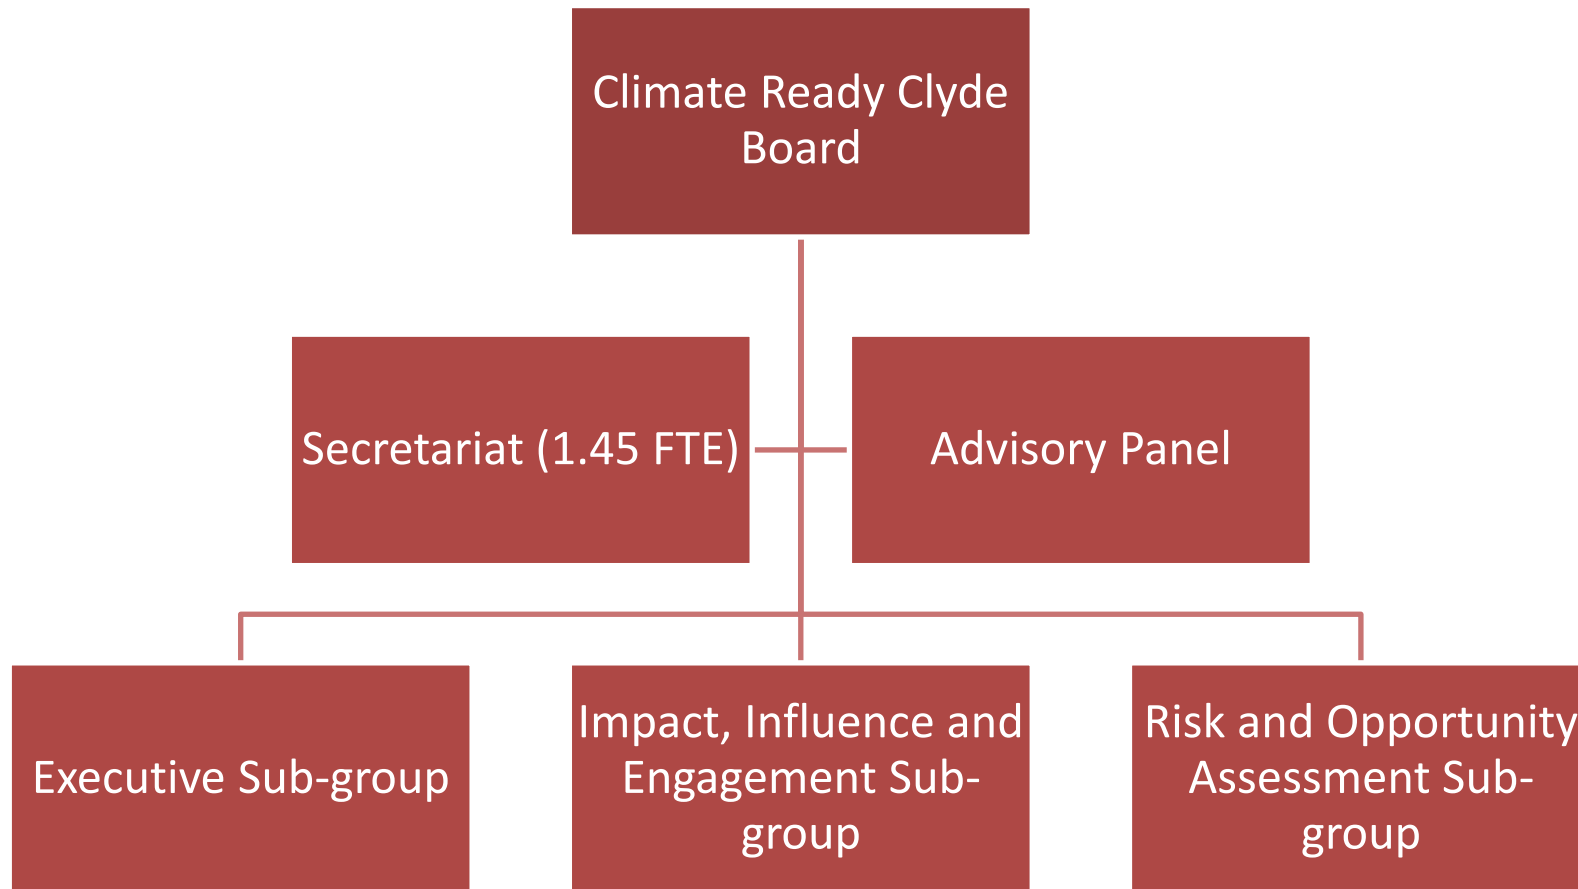 Climate Ready Clyde
Board
Secretariat (1.45 FTE)
Advisory Panel
Executive Sub-group
Impact, Influence and
Engagement Sub-
group
Risk and Opportunity
Assessment Sub-
group